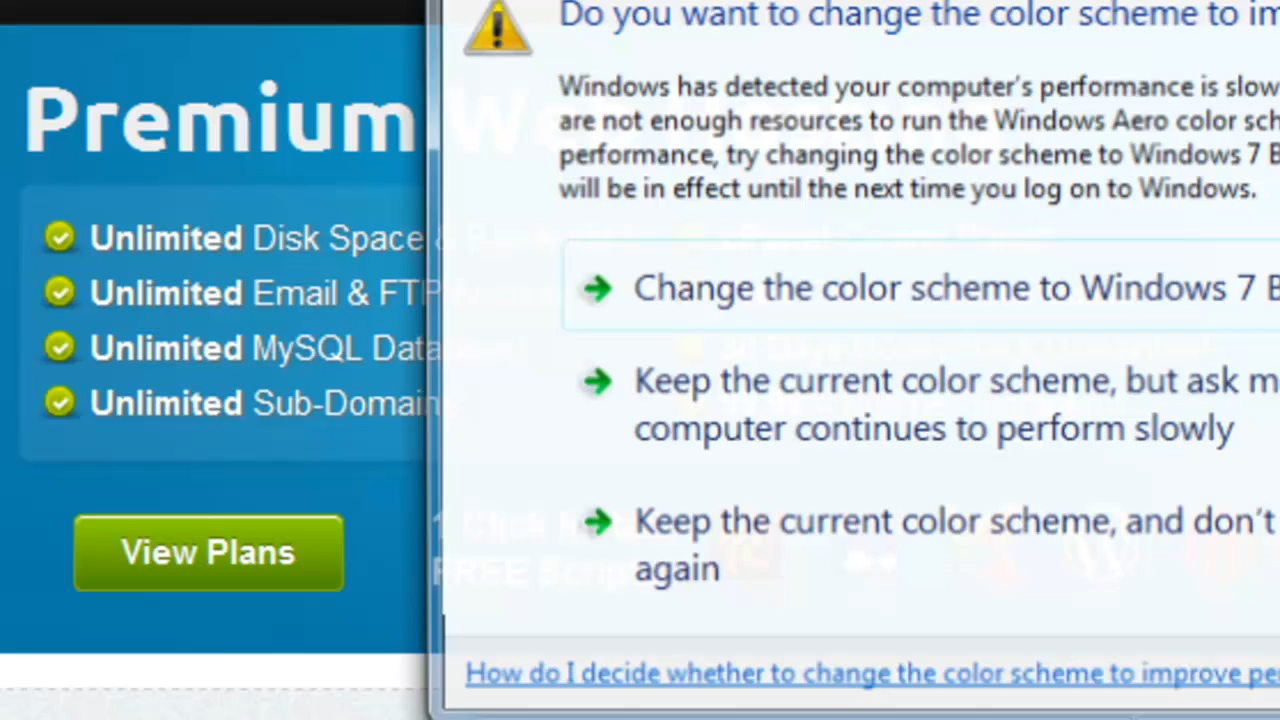 Premium Web
Unlimited Disk Space &
Unlimited Email & FTP
Unlimited MySQL Data
Unlimited Sub-Domain
View Plans
1 Click
FREE Scrip
Do you want to change the color scheme to im
Windows has detected your computer's performance is slow
are not enough resources to run the Windows Aero color sch
performance, try changing the color scheme to Windows 7 B
will be in effect until the next time you log on to Windows.
Change the color scheme to Windows 7 B
Keep the current color scheme, but ask m
computer continues to perform slowly
Keep the current color scheme, and don't
again
How do I decide whether to change the color scheme to improve pe